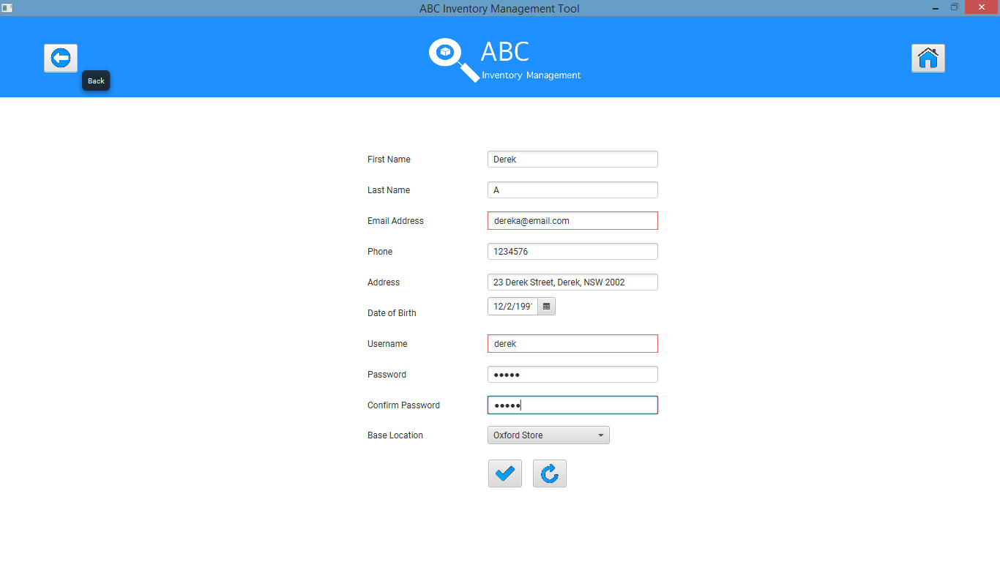 ABC Inventory Management Tool
ABC
Inventory Management
Back
First Name Derek
Last Name A
Email Address dereka@email.com
Phone 1234576
Address 23 Derek Street, Derek, NSW 2002
Date of Birth 12/2/199
Username derek
Password ●●●●●
Confirm Password ●●●●●
Base Location Oxford Store